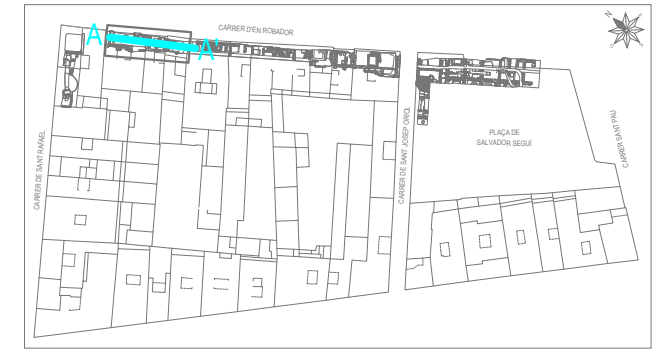 CARRER D'EN ROBADOR
A
A'
N
CARRER DE SANT RAFAEL
CARRER DE SANT JOSEP ORIOL
PLAÇA DE
SALVADOR SEGUÍ
CARRER SANT PAU